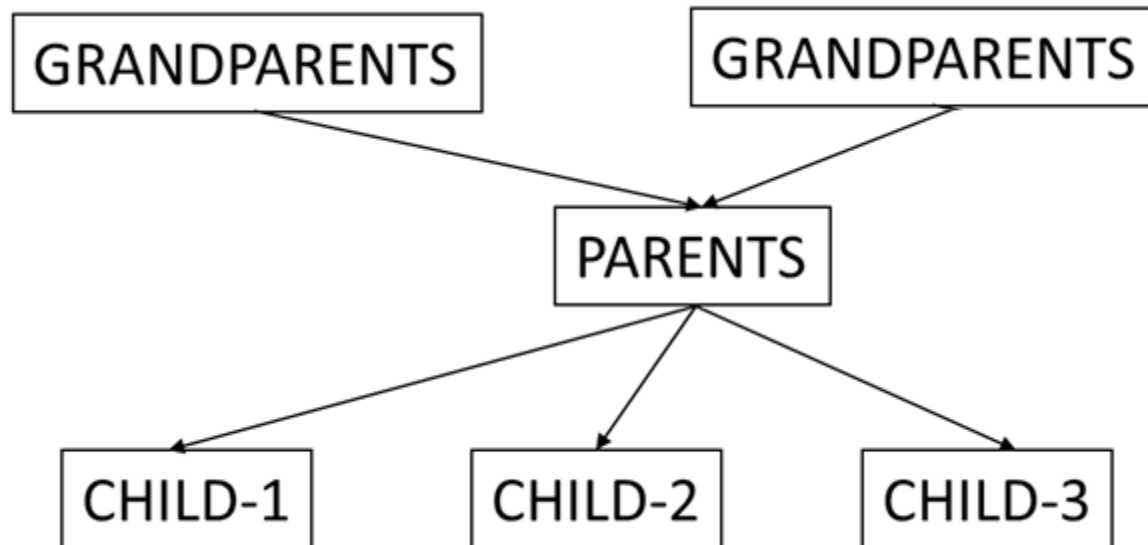 GRANDPARENTS
GRANDPARENTS
PARENTS
CHILD-1
CHILD-2
CHILD-3